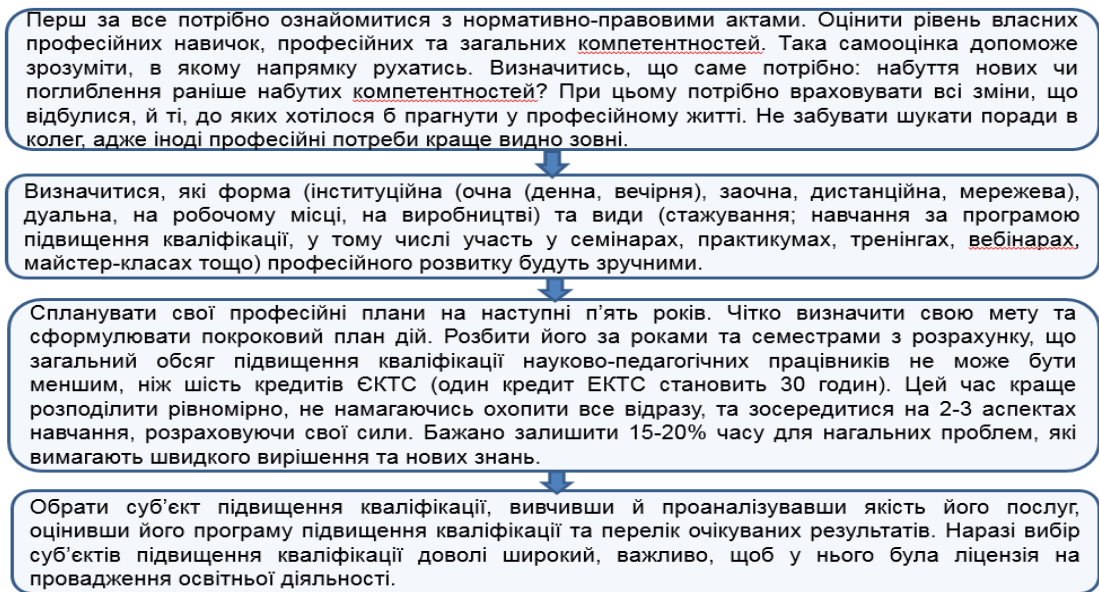 Перш за все потрібно ознайомитися з нормативно-правовими актами. Оцінити рівень власних
професійних навичок, професійних та загальних компетентностей. Така самооцінка допоможе
зрозуміти, в якому напрямку рухатись. Визначитись, що саме потрібно: набуття нових чи
поглиблення раніше набутих компетентностей? При цьому потрібно враховувати всі зміни, що
відбулися, й ті, до яких хотілося б прагнути у професійному житті. Не забувати шукати поради в
колег, адже іноді професійні потреби краще видно зовні.
Визначитися, які форма (інституційна (очна (денна, вечірня), заочна, дистанційна, мережева),
дуальна, на робочому місці, на виробництві) та види (стажування; навчання за програмою
підвищення кваліфікації, у тому числі участь у семінарах, практикумах, тренінгах, вебінарах,
майстер-класах тощо) професійного розвитку будуть зручними.
Спланувати свої професійні плани на наступні п’ять років. Чітко визначити свою мету та
сформулювати покроковий план дій. Розбити його за роками та семестрами з розрахунку, що
загальний обсяг підвищення кваліфікації науково-педагогічних працівників не може бути
меншим, ніж шість кредитів ЄКТС (один кредит ЕКТС становить 30 годин). Цей час краще
розподілити рівномірно, не намагаючись охопити все відразу, та зосередитися на 2-3 аспектах
навчання, розраховуючи свої сили. Бажано залишити 15-20% часу для нагальних проблем, які
вимагають швидкого вирішення та нових знань.
Обрати суб’єкт підвищення кваліфікації, вивчивши й проаналізувавши якість його послуг,
оцінивши його програму підвищення кваліфікації та перелік очікуваних результатів. Наразі вибір
суб’єктів підвищення кваліфікації доволі широкий, важливо, щоб у нього була ліцензія на
провадження освітньої діяльності.